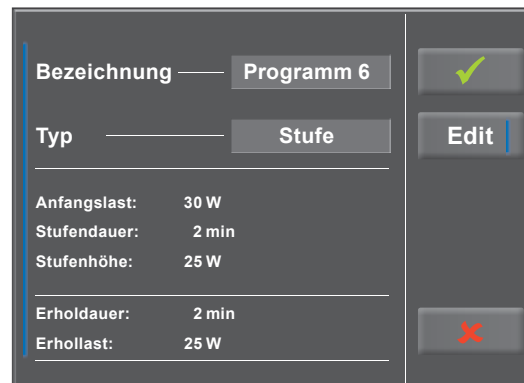 Bezeichnung Programm 6
Typ Stufe
Edit
Anfangslast: 30 W
Stufendauer: 2 min
Stufenhöhe: 25 W
Erholdauer: 2 min
Erhollast: 25 W